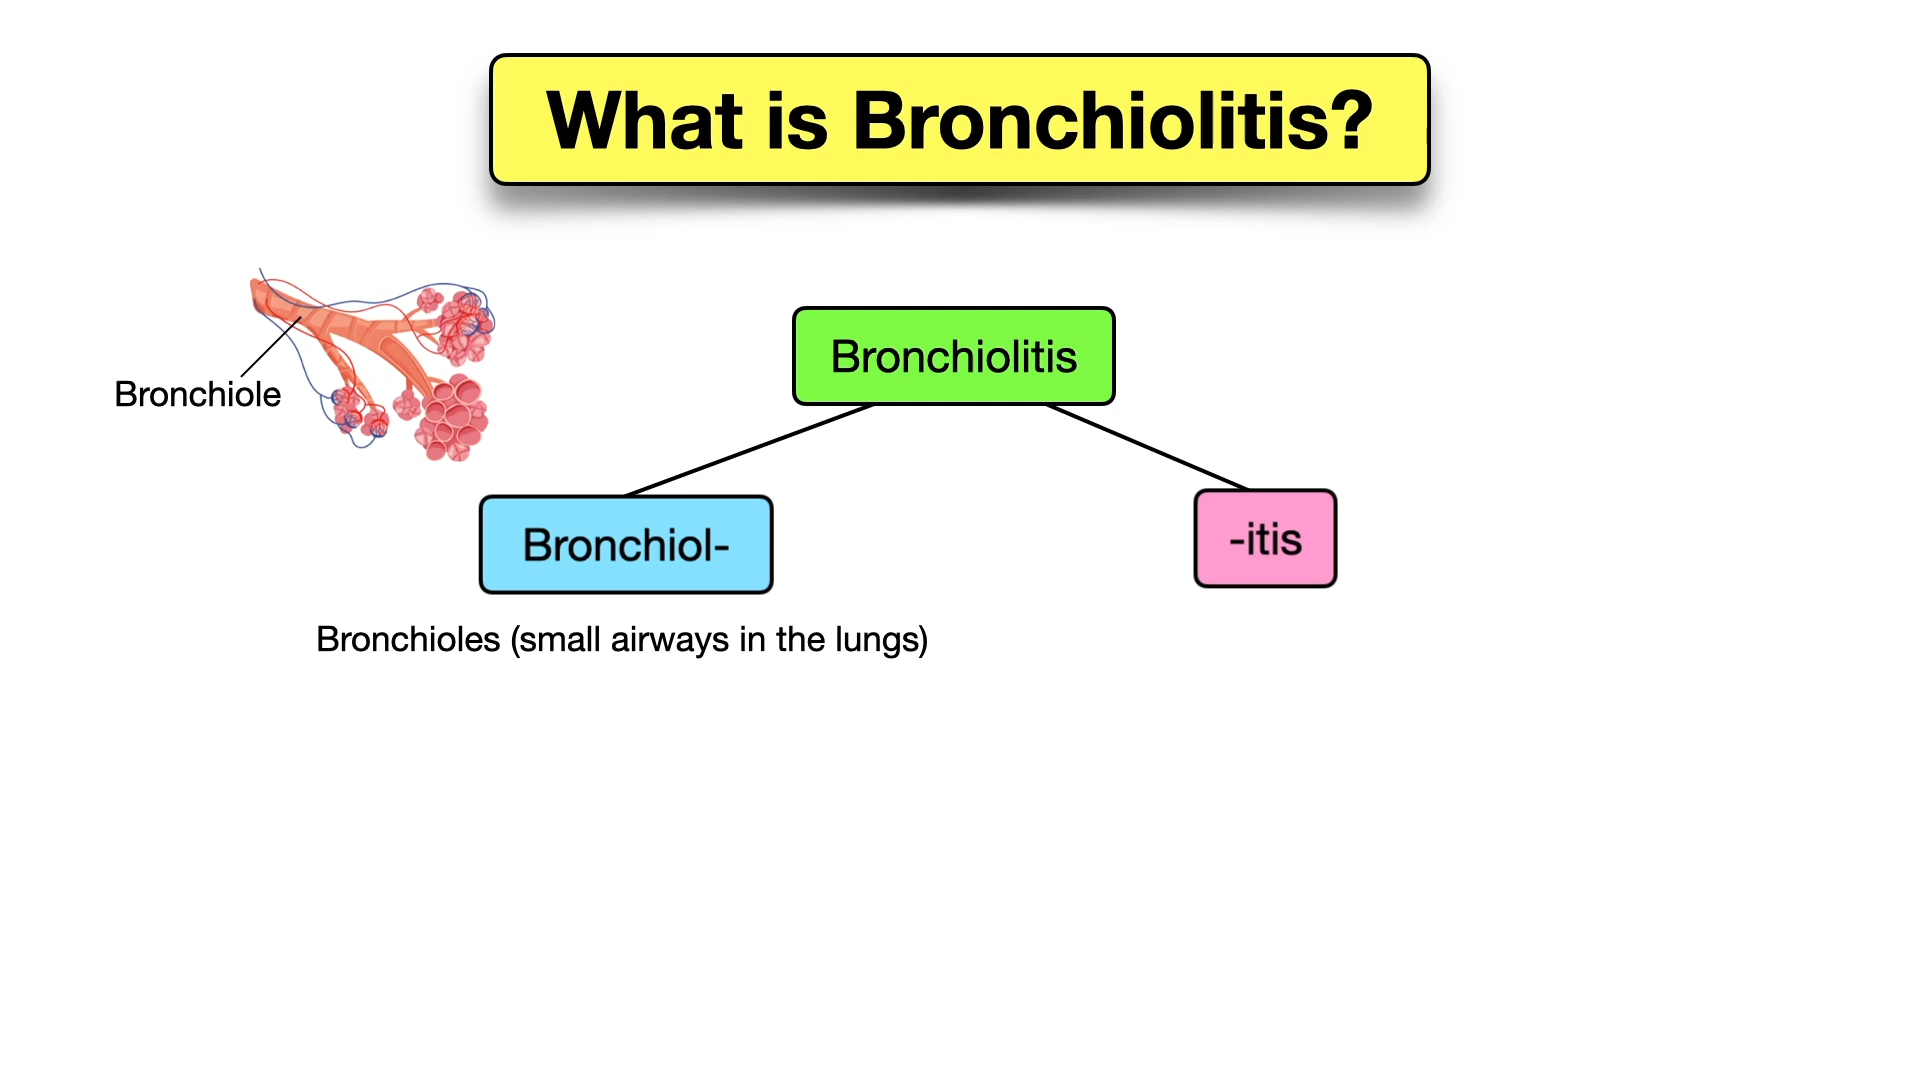 What is Bronchiolitis?
Bronchiolitis
Bronchiole
Bronchiol-
-itis
Bronchioles (small airways in the lungs)